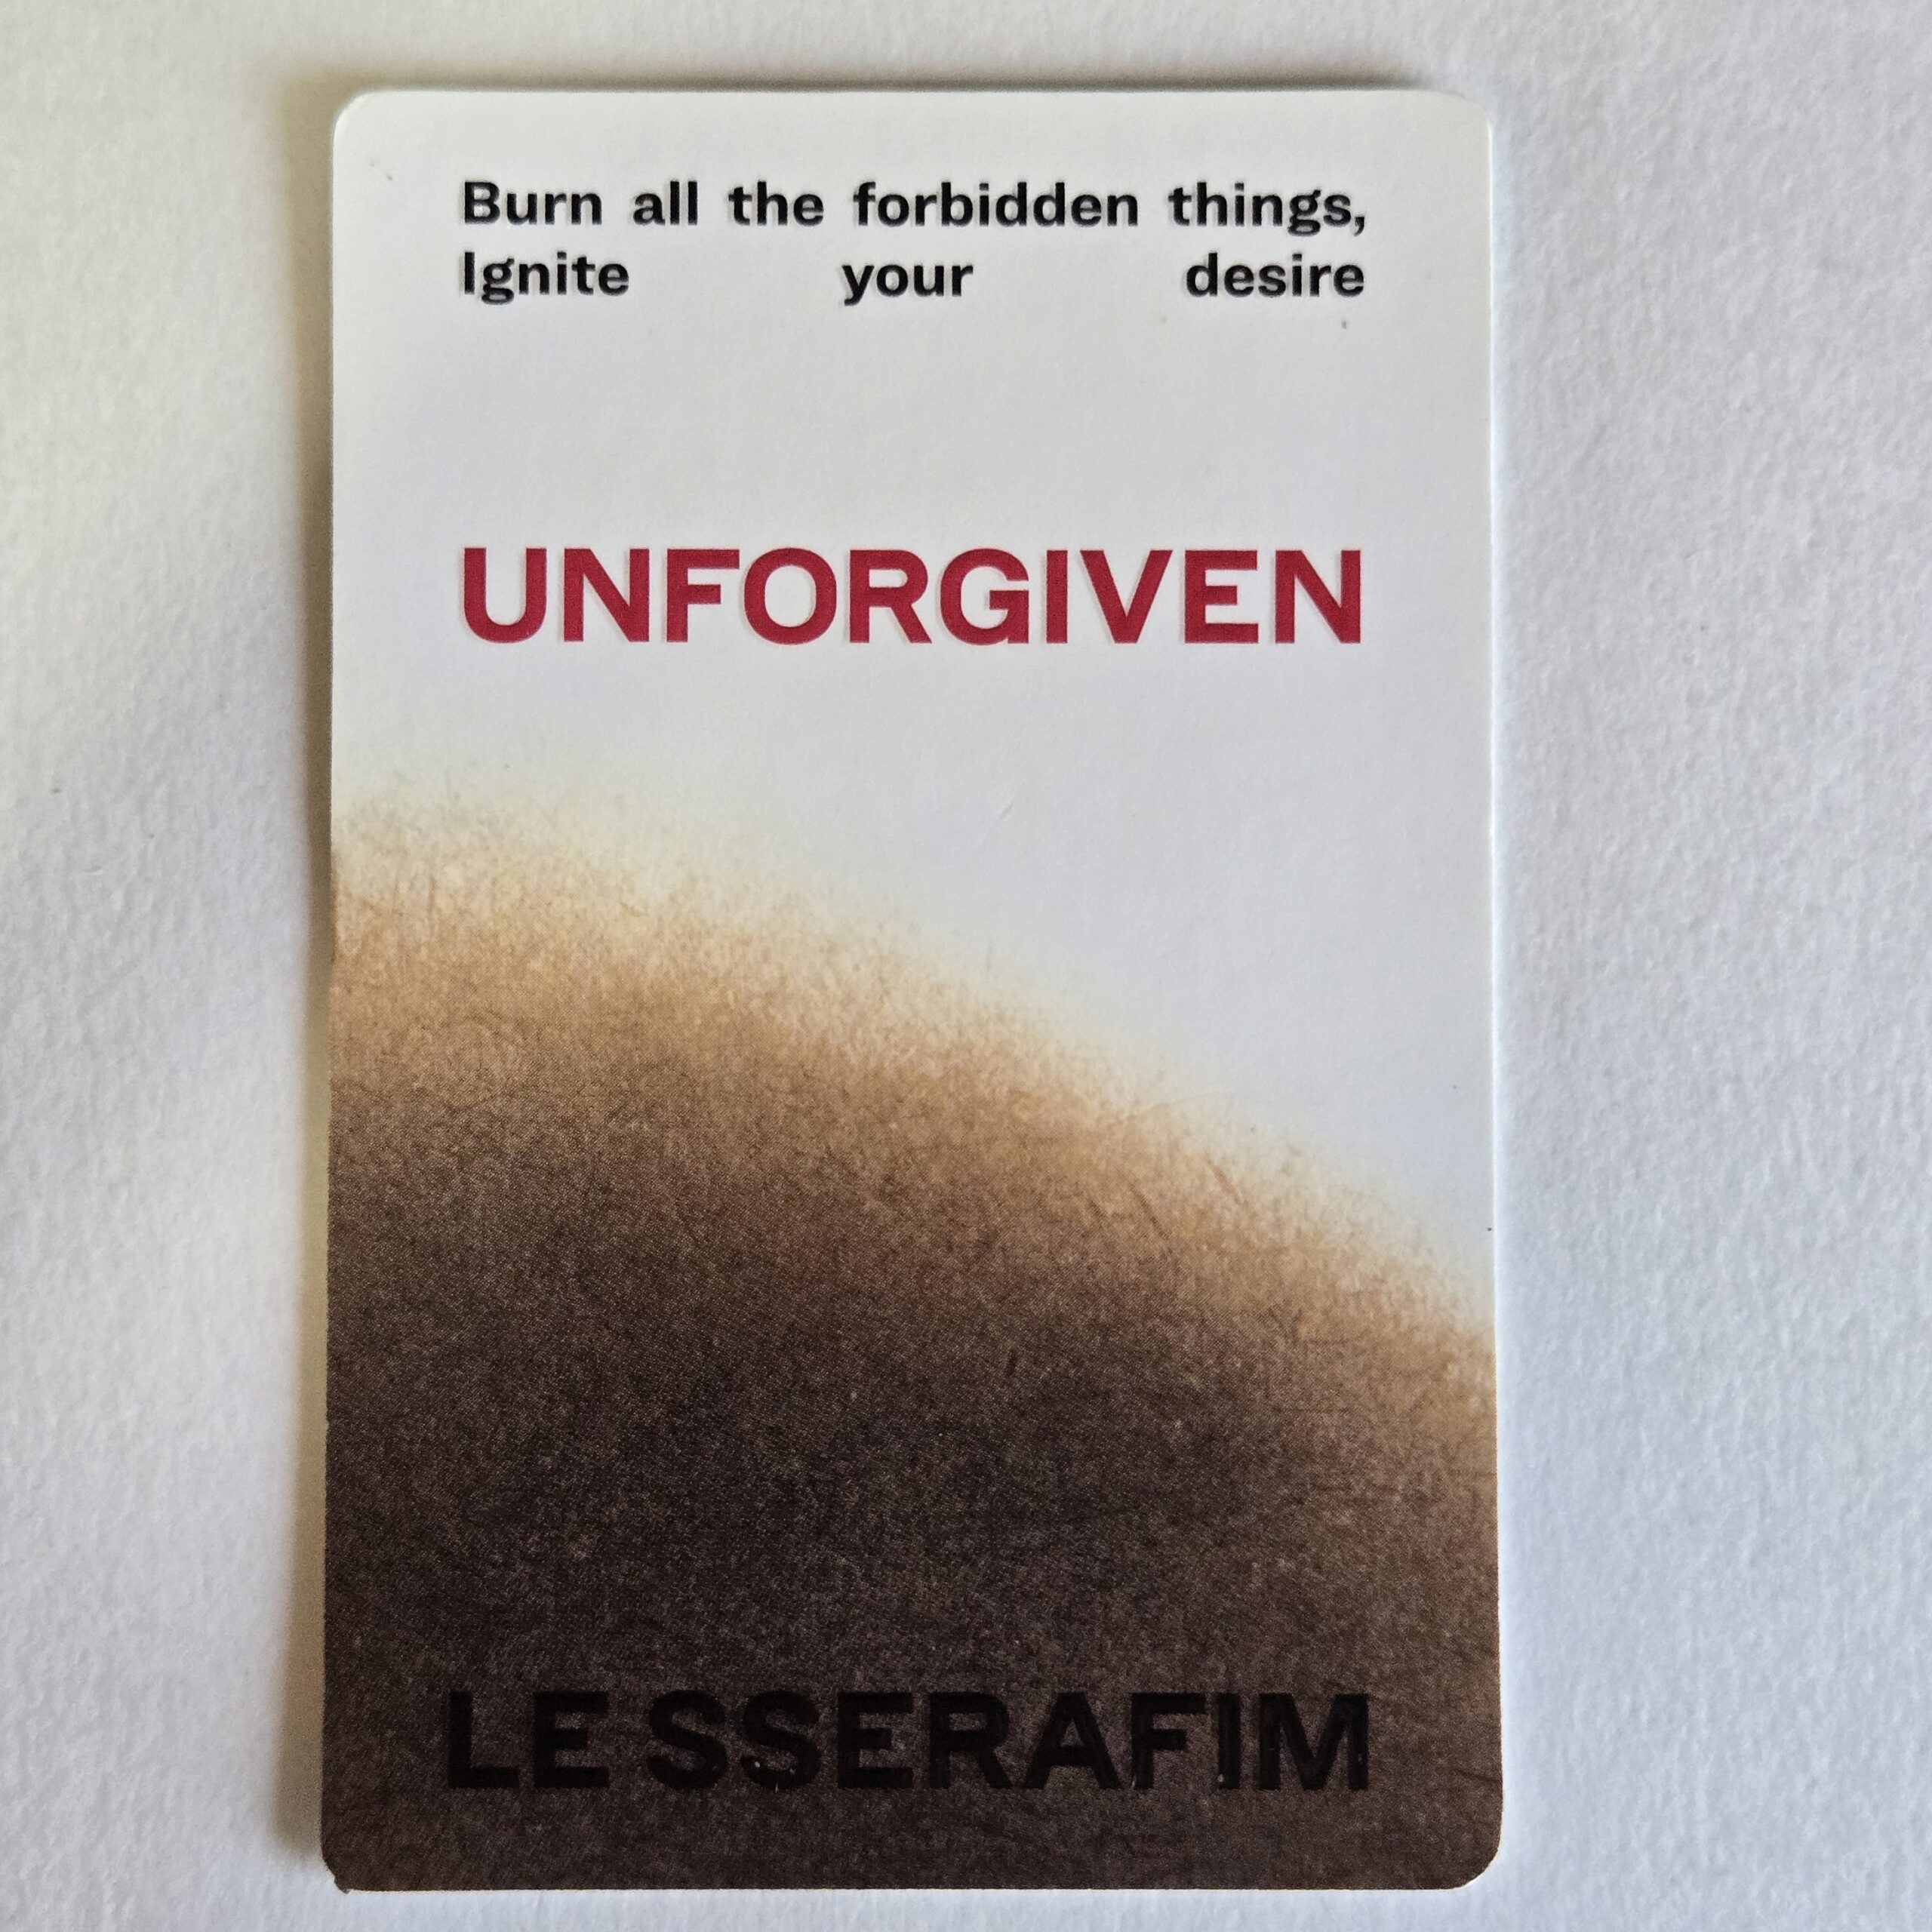 Burn all the forbidden things,
Ignite your desire
UNFORGIVEN
LE SSERAFIM